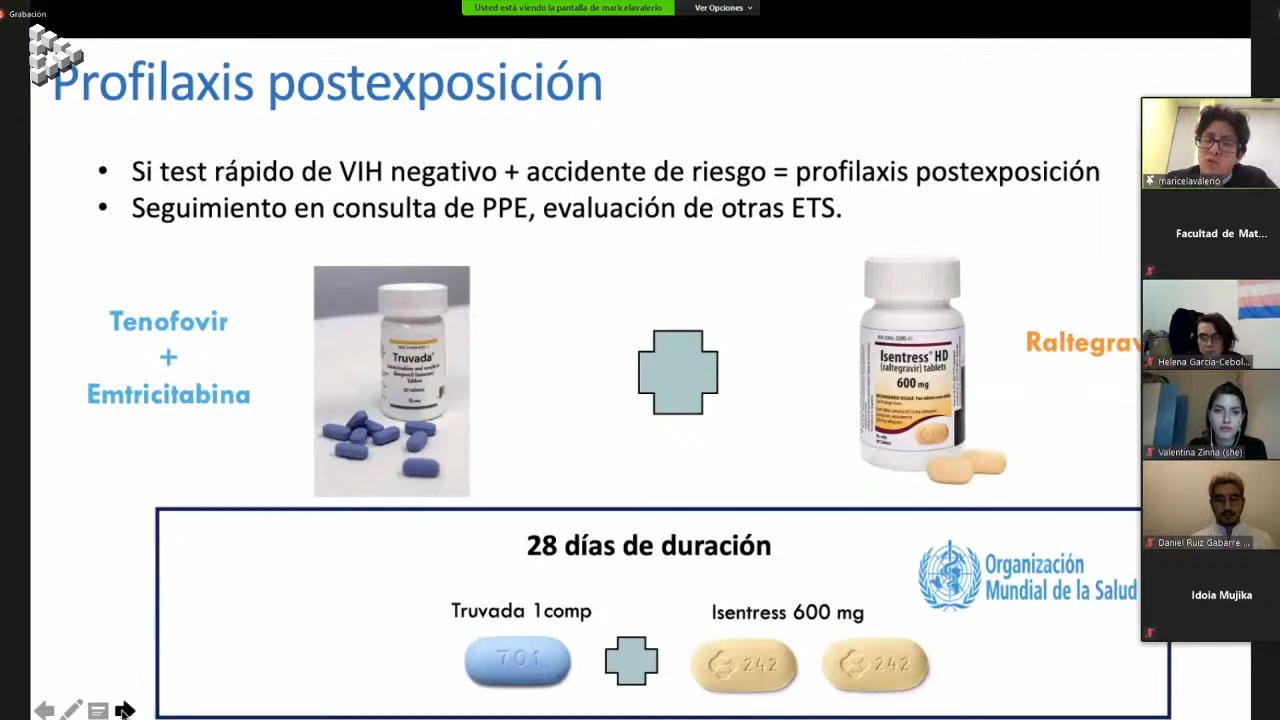 Grabación
Usted está viendo la pantalla de maricelavalerio
Ver Opciones
Profilaxis postexposición
• Si test rápido de VIH negativo + accidente de riesgo = profilaxis postexposición
• Seguimiento en consulta de PPE, evaluación de otras ETS.
Tenofovir
+
Emtricitabina
Truvada
30 tablets
Isentress HD
(raltegravir) tablets
600 mg
Raltegrav
28 días de duración
Organización
Mundial de la Salud
Truvada 1comp
Isentress 600 mg
701
242
242
maricelavalerio
Facultad de Mat...
Helena García-Cebol...
Valentina Zinna (she)
Daniel Ruiz Gabarre ...
Idoia Mujika